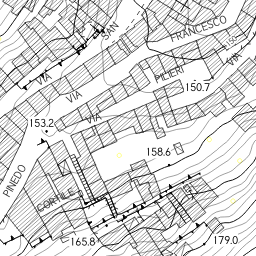 SAN
FRANCESCO
VIA
PILIERI
VIA
150.7
VIA
VIA
153.2
158.6
PINEDO
CORTILE
165.8
179.0